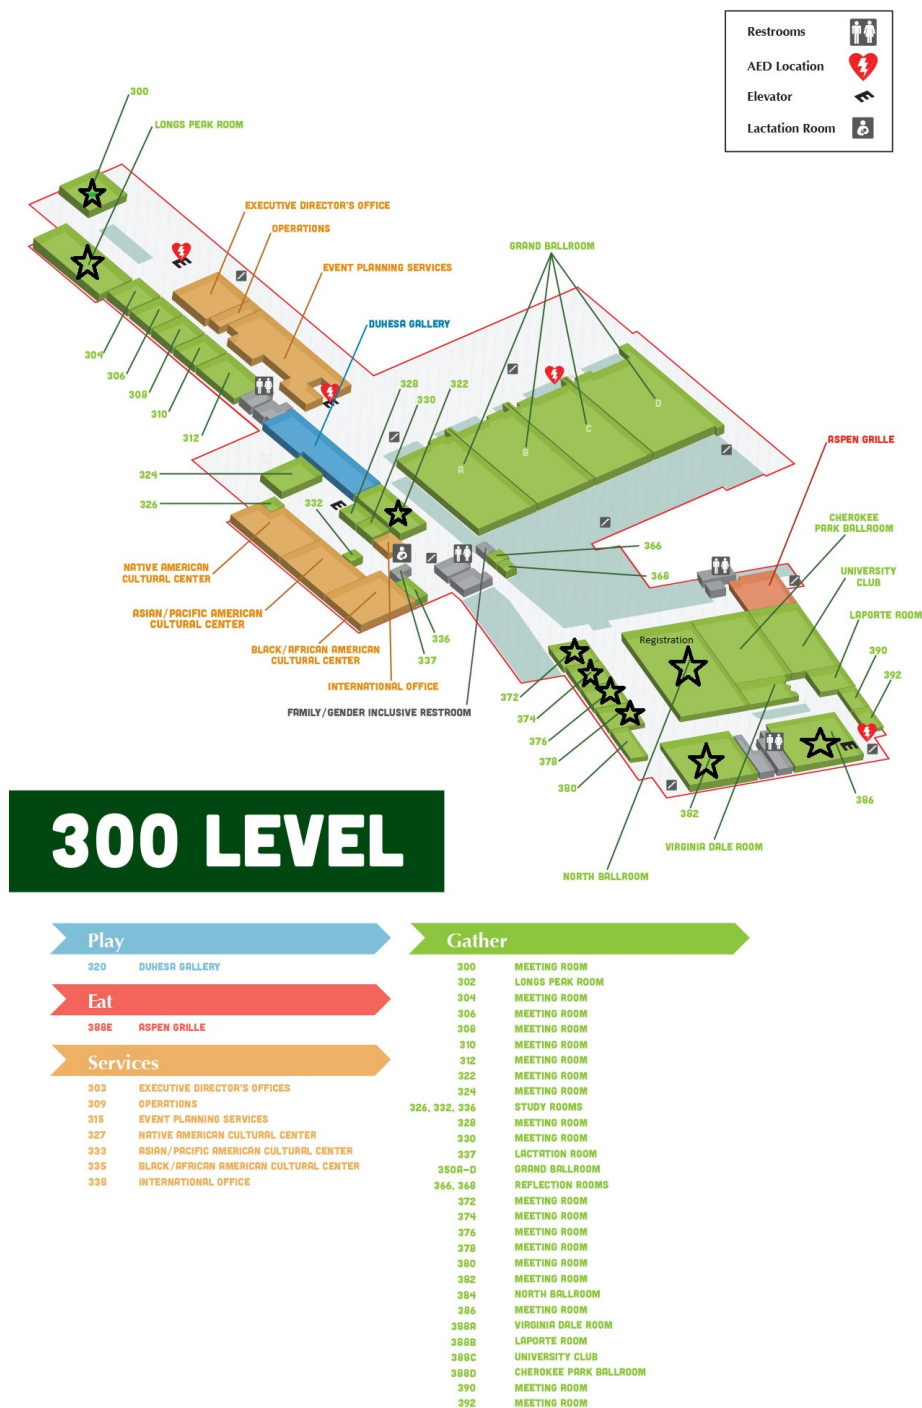 Restrooms
AED Location
Elevator
Lactation Room
300
LONGS PEAK ROOM
EXECUTIVE DIRECTOR'S OFFICE
OPERATIONS
EVENT PLANNING SERVICES
GRAND BALLROOM
DUHESA GALLERY
304
306
308
310
312
328
322
330
A
B
C
D
ASPEN GRILLE
324
326
332
CHEROKEE
PARK BALLROOM
366
368
NATIVE AMERICAN
CULTURAL CENTER
UNIVERSITY
CLUB
ASIAN/PACIFIC AMERICAN
CULTURAL CENTER
LAPORTE ROOM
336
337
BLACK/AFRICAN AMERICAN
CULTURAL CENTER
Registration
390
392
INTERNATIONAL OFFICE
FAMILY/GENDER INCLUSIVE RESTROOM
372
374
376
378
380
382
386
VIRGINIA DALE ROOM
NORTH BALLROOM
300 LEVEL
Play
320 DUHESA GALLERY
Eat
388E ASPEN GRILLE
Services
303 EXECUTIVE DIRECTOR'S OFFICES
309 OPERATIONS
315 EVENT PLANNING SERVICES
327 NATIVE AMERICAN CULTURAL CENTER
333 ASIAN/PACIFIC AMERICAN CULTURAL CENTER
335 BLACK/AFRICAN AMERICAN CULTURAL CENTER
338 INTERNATIONAL OFFICE
Gather
300 MEETING ROOM
302 LONGS PEAK ROOM
304 MEETING ROOM
306 MEETING ROOM
308 MEETING ROOM
310 MEETING ROOM
312 MEETING ROOM
322 MEETING ROOM
324 MEETING ROOM
326, 332, 336 STUDY ROOMS
328 MEETING ROOM
330 MEETING ROOM
337 LACTATION ROOM
350A-D GRAND BALLROOM
366, 368 REFLECTION ROOMS
372 MEETING ROOM
374 MEETING ROOM
376 MEETING ROOM
378 MEETING ROOM
380 MEETING ROOM
382 MEETING ROOM
384 NORTH BALLROOM
386 MEETING ROOM
388A VIRGINIA DALE ROOM
388B LAPORTE ROOM
388C UNIVERSITY CLUB
388D CHEROKEE PARK BALLROOM
390 MEETING ROOM
392 MEETING ROOM